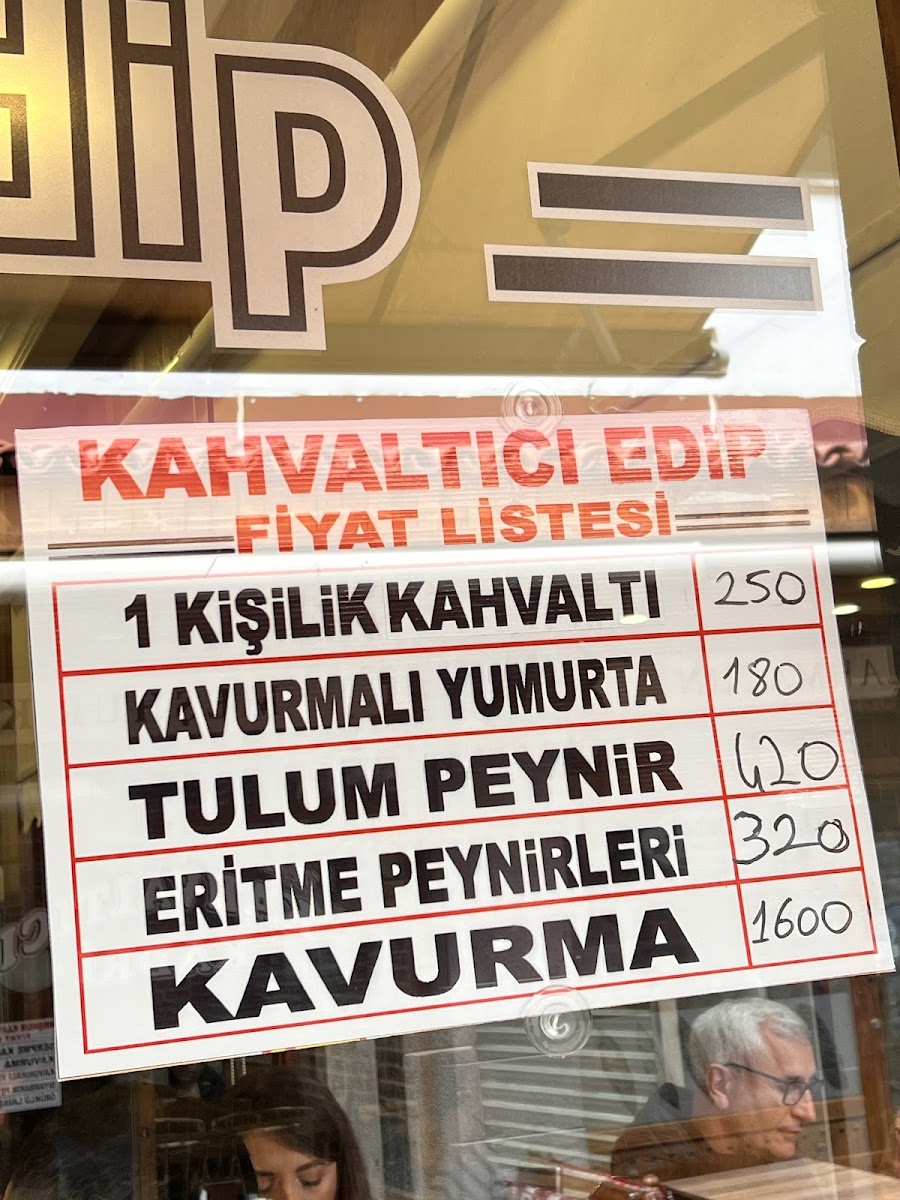 dip
KAHVALTICI EDİP
FİYAT LİSTESİ
1 KİŞİLİK KAHVALTI 250
KAVURMALI YUMURTA 180
TULUM PEYNİR 420
ERİTME PEYNİRLERİ 320
KAVURMA 1600